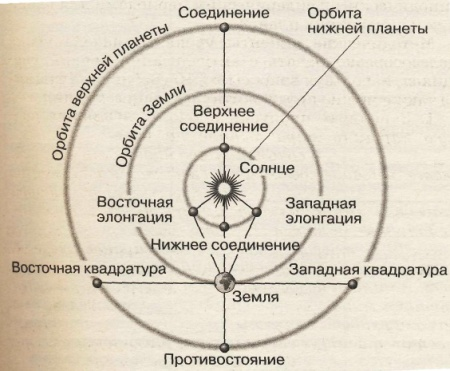 Соединение
Орбита
нижней планеты
Орбита верхней планеты
Орбита Земли
Верхнее
соединение
Солнце
Восточная
элонгация
Западная
элонгация
Нижнее соединение
Восточная квадратура
Западная квадратура
Земля
Противостояние